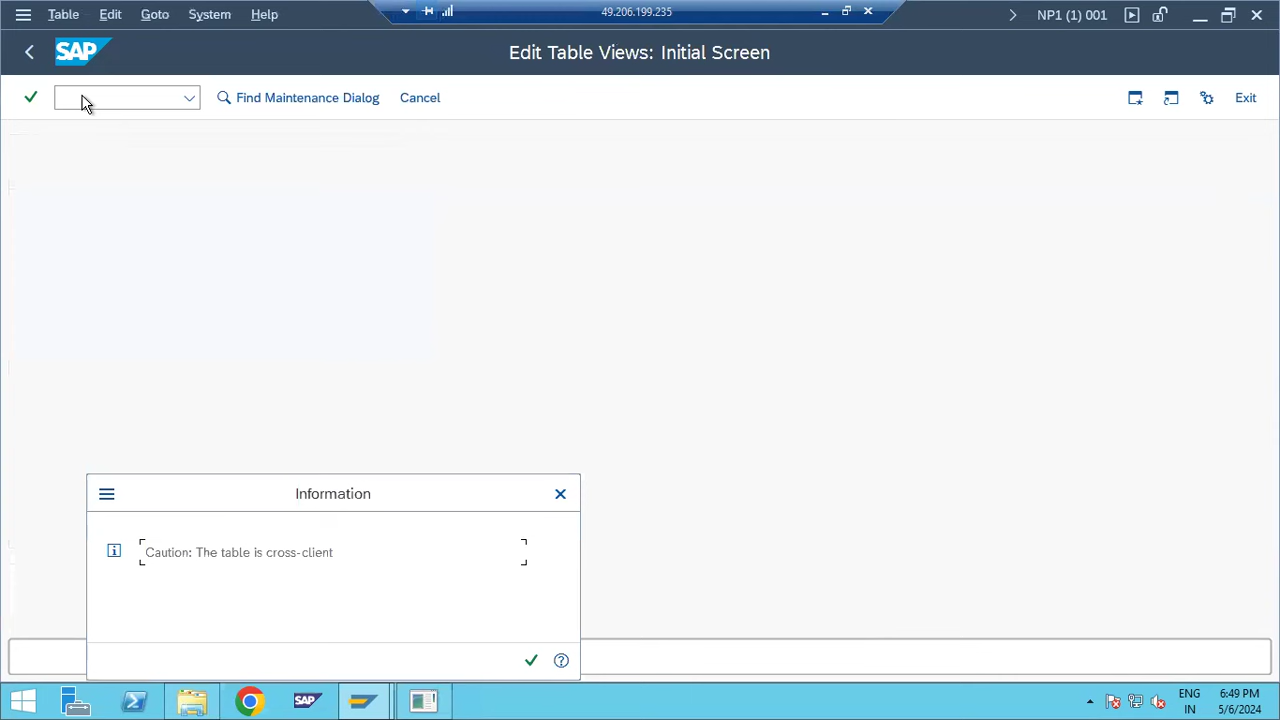 Table Edit Goto System Help 49.206.199.235 NP1 (1) 001
SAP Edit Table Views: Initial Screen
Find Maintenance Dialog Cancel Exit
Information
Caution: The table is cross-client
SAP
ENG 6:49 PM
IN 5/6/2024